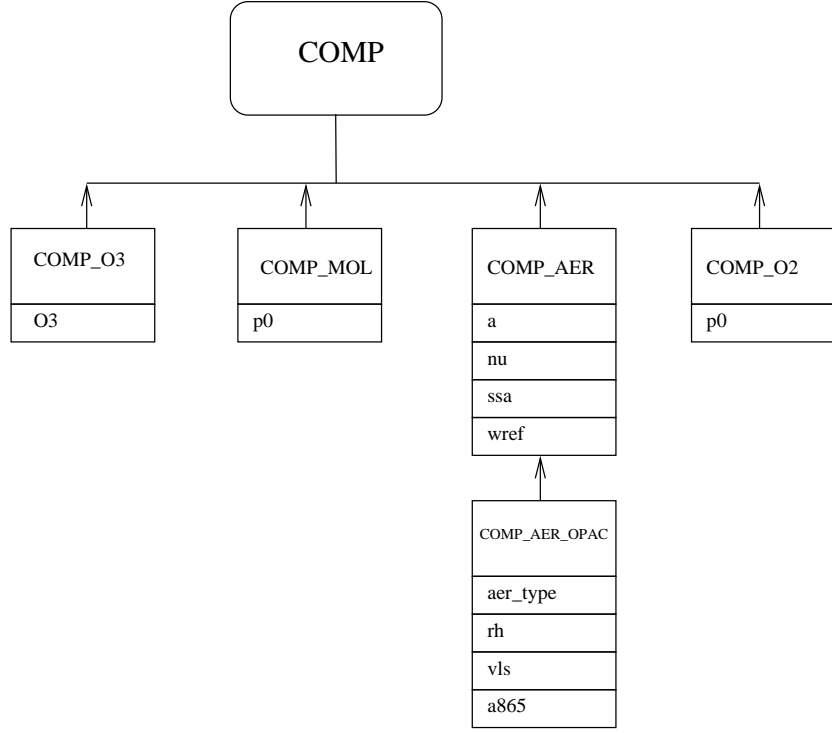 COMP
COMP_O3
O3
COMP_MOL
p0
COMP_AER
a
nu
ssa
wref
COMP_O2
p0
COMP_AER_OPAC
aer_type
rh
vls
a865